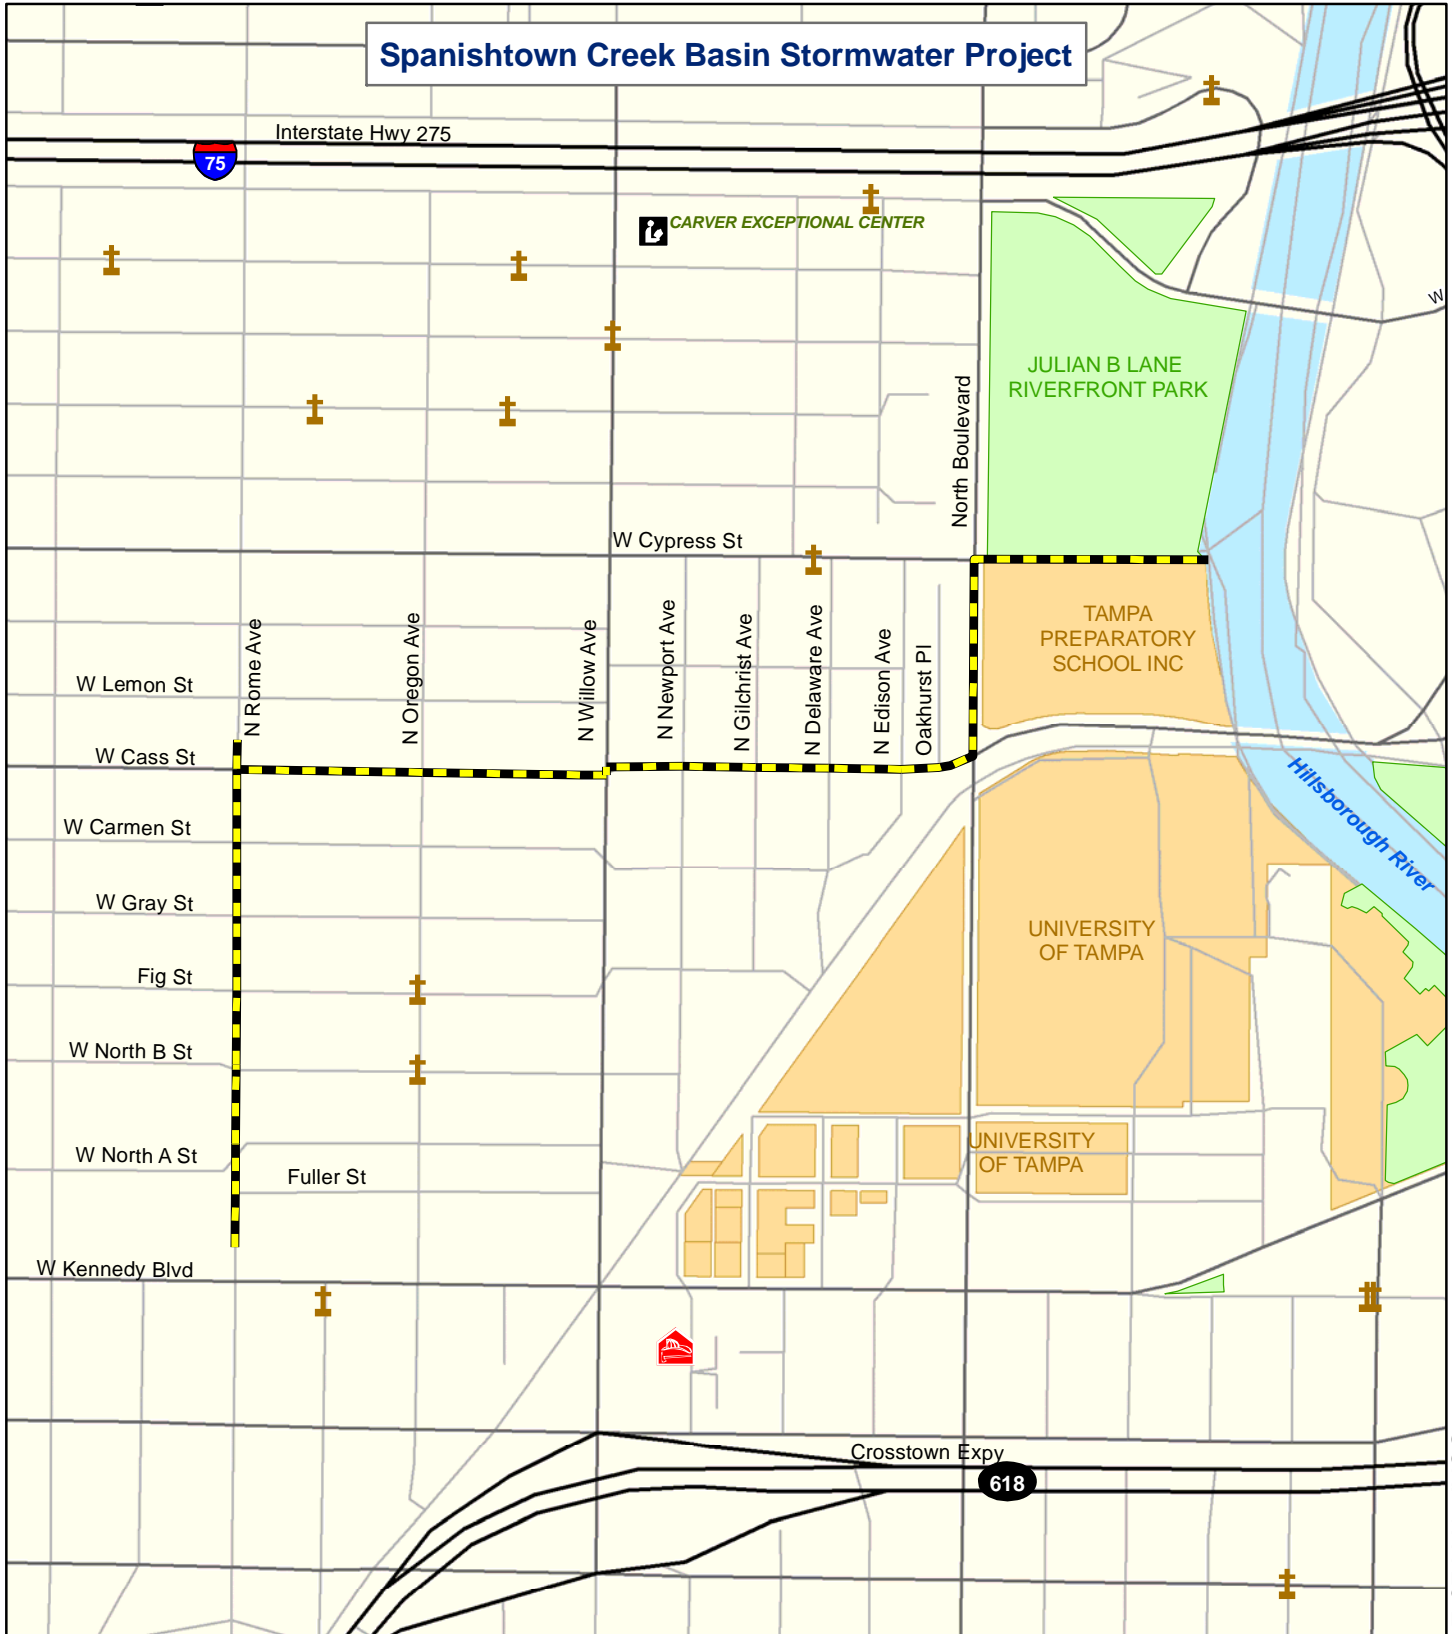 Spanishtown Creek Basin Stormwater Project
Interstate Hwy 275
75
CARVER EXCEPTIONAL CENTER
W
JULIAN B LANE
RIVERFRONT PARK
North Boulevard
W Cypress St
TAMPA
PREPARATORY
SCHOOL INC
N Rome Ave
N Oregon Ave
N Willow Ave
N Newport Ave
N Gilchrist Ave
N Delaware Ave
N Edison Ave
Oakhurst Pl
W Lemon St
W Cass St
Hillsborough River
W Carmen St
W Gray St
UNIVERSITY
OF TAMPA
Fig St
W North B St
W North A St
UNIVERSITY
OF TAMPA
Fuller St
W Kennedy Blvd
Crosstown Expy
618